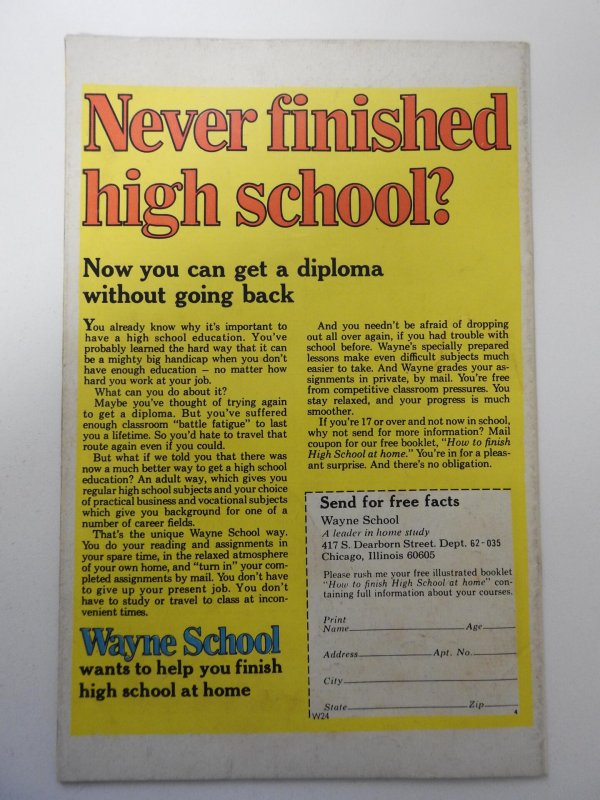 Never finished
high school?
Now you can get a diploma
without going back
You already know why it's important to
have a high school education. You've
probably learned the hard way that it can
be a mighty big handicap when you don't
have enough education – no matter how
hard you work at your job.
What can you do about it?
Maybe you've thought of trying again
to get a diploma. But you've suffered
enough classroom "battle fatigue" to last
you a lifetime. So you'd hate to travel that
route again even if you could.
But what if we told you that there was
now a much better way to get a high school
education? An adult way, which gives you
regular high school subjects and your choice
of practical business and vocational subjects
which give you background for one of a
number of career fields.
That's the unique Wayne School way.
You do your reading and assignments in
your spare time, in the relaxed atmosphere
of your own home, and "turn in" your com-
pleted assignments by mail. You don't have
to give up your present job. You don't
have to study or travel to class at incon-
venient times.
Wayne School
wants to help you finish
high school at home
And you needn't be afraid of dropping
out all over again, if you had trouble with
school before. Wayne's specially prepared
lessons make even difficult subjects much
easier to take. And Wayne grades your as-
signments in private, by mail. You're free
from competitive classroom pressures. You
stay relaxed, and your progress is much
smoother.
If you're 17 or over and not now in school,
why not send for more information? Mail
coupon for our free booklet, "How to finish
High School at home." You're in for a pleas-
ant surprise. And there's no obligation.
Send for free facts
Wayne School
A leader in home study
417 S. Dearborn Street. Dept. 62-035
Chicago, Illinois 60605
Please rush me your free illustrated booklet
"How to finish High School at home" con-
taining full information about your courses.
Print
Name Age
Address Apt. No.
City
State Zip
W24 4